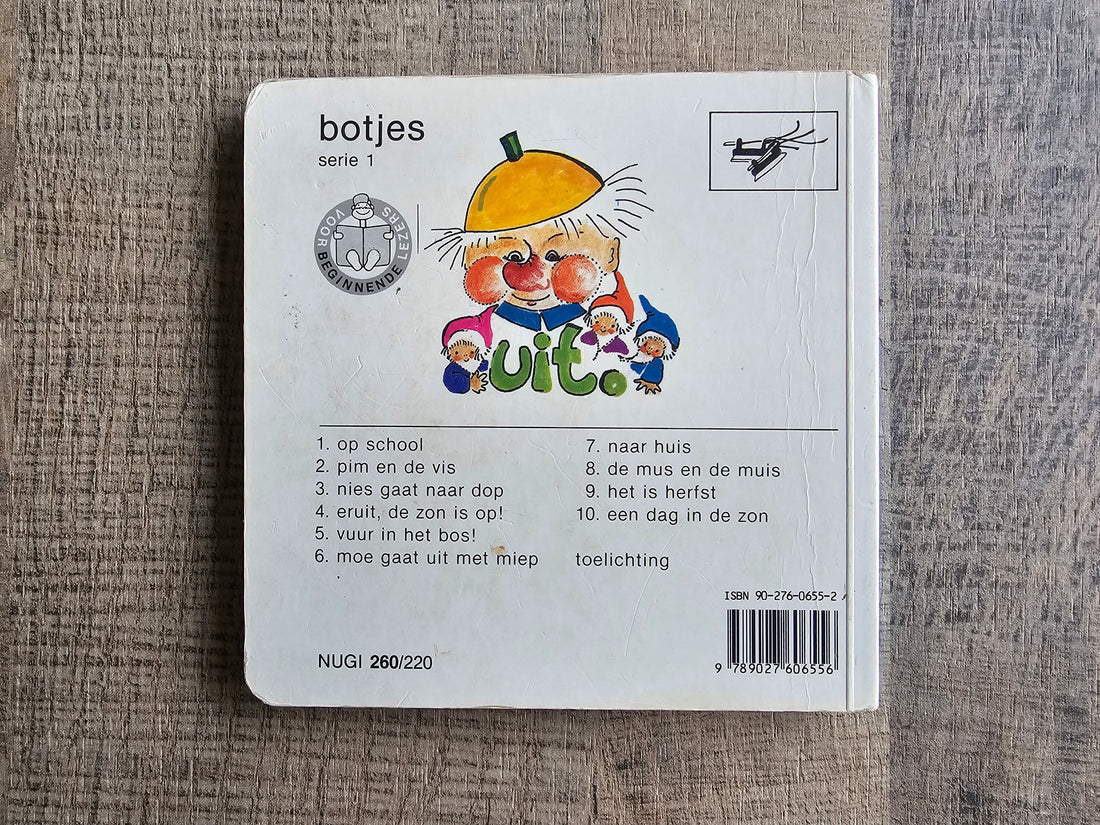 botjes
serie 1
VOOR BEGINNENDE LEZERS
uit.
1. op school
2. pim en de vis
3. nies gaat naar dop
4. eruit, de zon is op!
5. vuur in het bos!
6. moe gaat uit met miep
7. naar huis
8. de mus en de muis
9. het is herfst
10. een dag in de zon
toelichting
ISBN 90-276-0655-2
9 789027 606556
NUGI 260/220